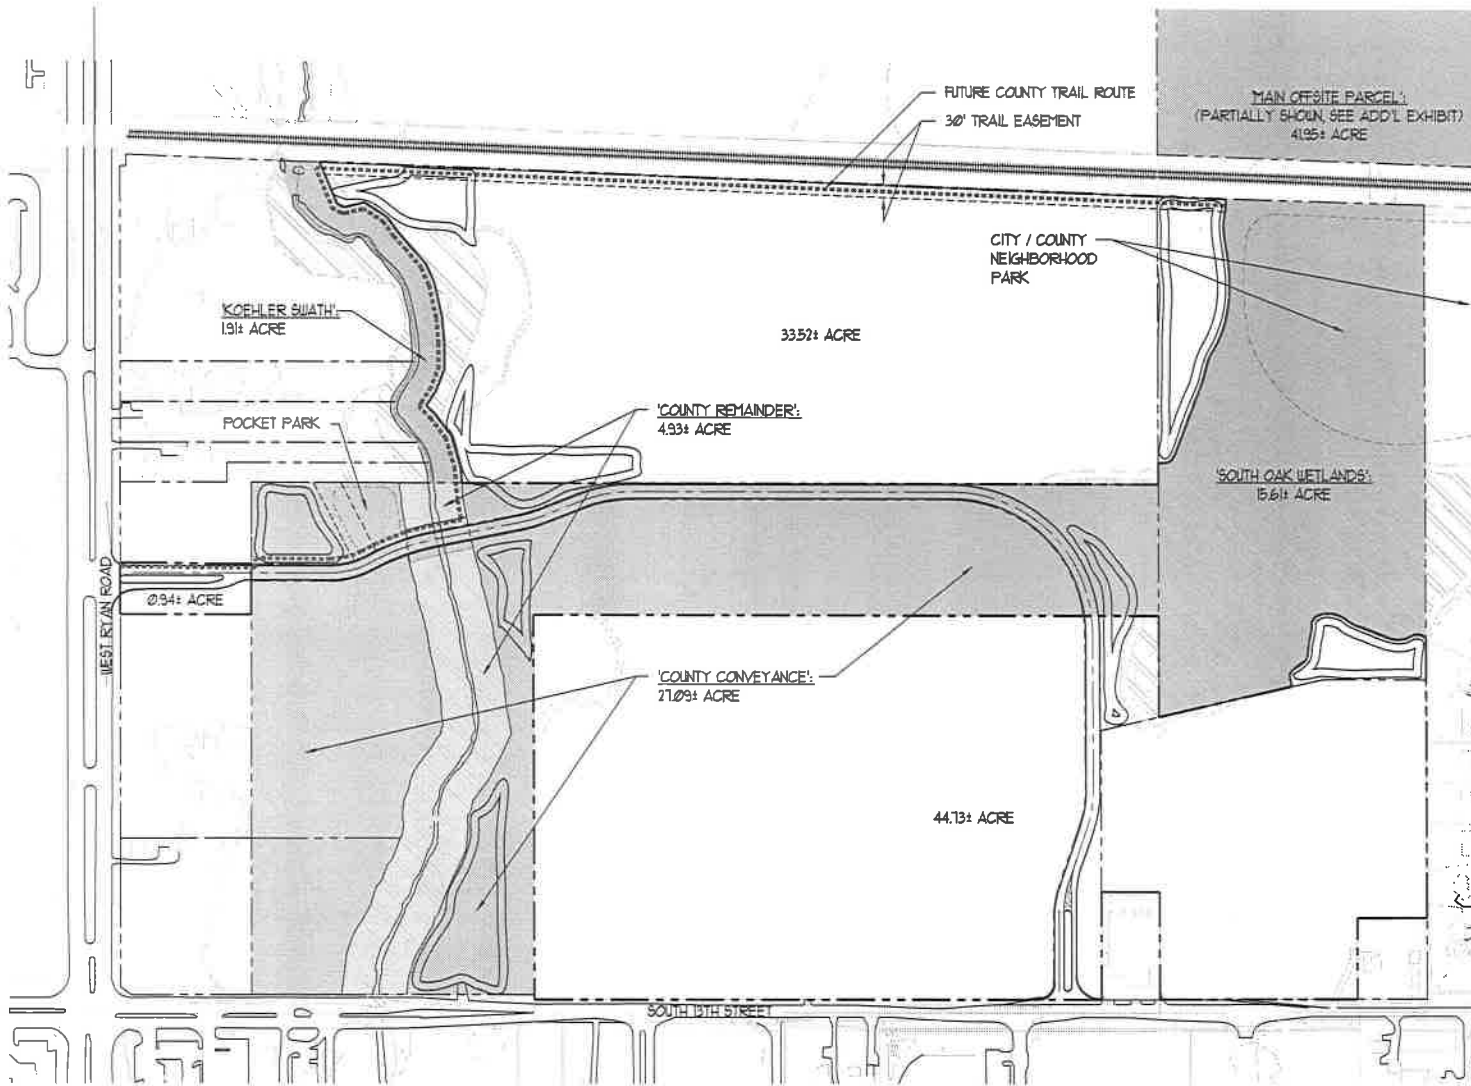 FUTURE COUNTY TRAIL ROUTE
30' TRAIL EASEMENT
'MAIN OFFSITE PARCEL':
(PARTIALLY SHOWN, SEE ADD'L EXHIBIT)
41.95± ACRE
CITY / COUNTY
NEIGHBORHOOD
PARK
'KOEHLER SWATH':
1.91± ACRE
33.52± ACRE
'COUNTY REMAINDER':
4.93± ACRE
POCKET PARK
'SOUTH OAK WETLANDS':
15.61± ACRE
WEST RYAN ROAD
0.94± ACRE
'COUNTY CONVEYANCE':
27.09± ACRE
44.73± ACRE
SOUTH 13TH STREET